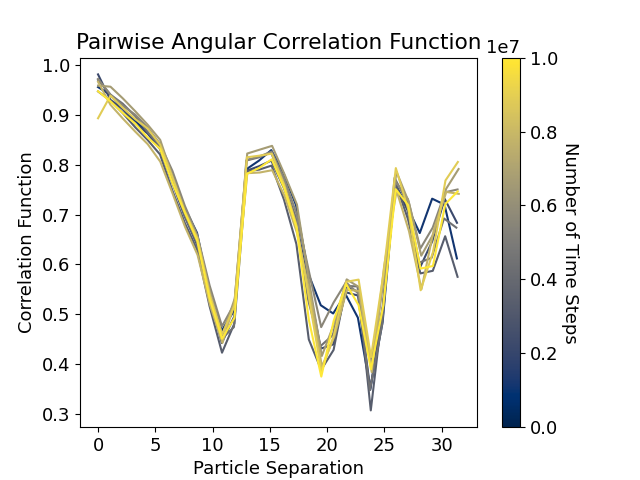 Pairwise Angular Correlation Function
1e7
1.0
0.9
0.8
0.7
0.6
0.5
0.4
0.3
Correlation Function
0 5 10 15 20 25 30
Particle Separation
1.0
0.8
0.6
0.4
0.2
0.0
Number of Time Steps